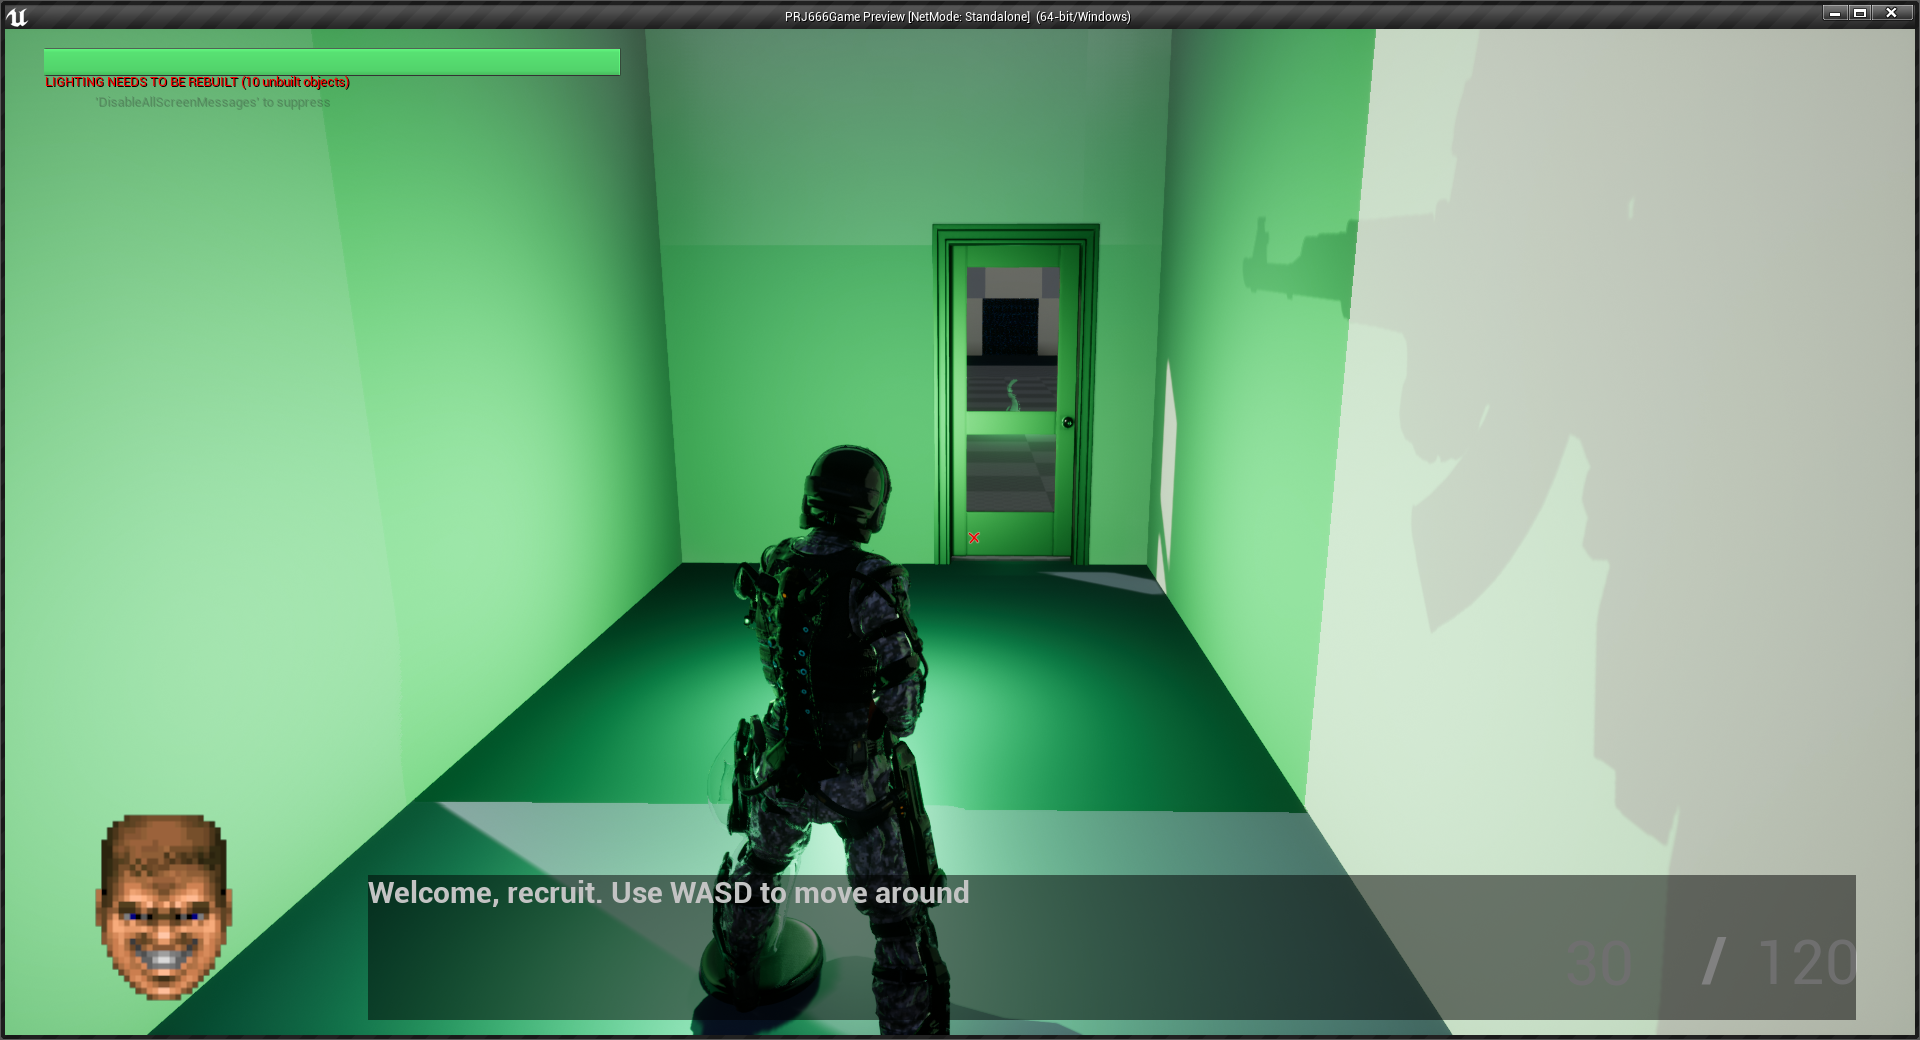 PRJ666Game Preview [NetMode: Standalone]  (64-bit/Windows)
LIGHTING NEEDS TO BE REBUILT (10 unbuilt objects)
'DisableAllScreenMessages' to suppress
Welcome, recruit. Use WASD to move around
30 / 120